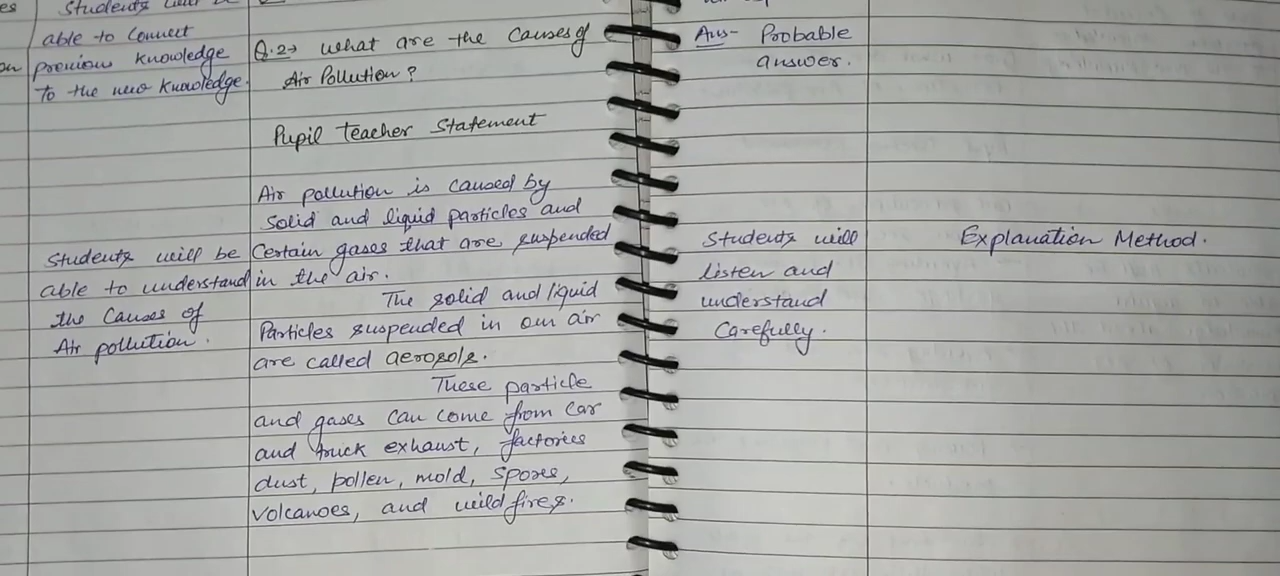 es
Students will be
able to connect
on previous knowledge
To the new knowledge.
Students will be
able to understand
the causes of
Air pollution.
Q.2→ what are the causes of
Air Pollution?
Pupil teacher statement
Air pollution is caused by
solid and liquid particles and
Certain gases that are suspended
in the air.
The solid and liquid
Particles suspended in our air
are called aerosols.
These particle
and gases can come from car
and truck exhaust, factories
dust, pollen, mold, spores,
volcanoes, and wildfires.
Ans- Probable
answer.
Students will
listen and
understand
Carefully.
Explanation Method.